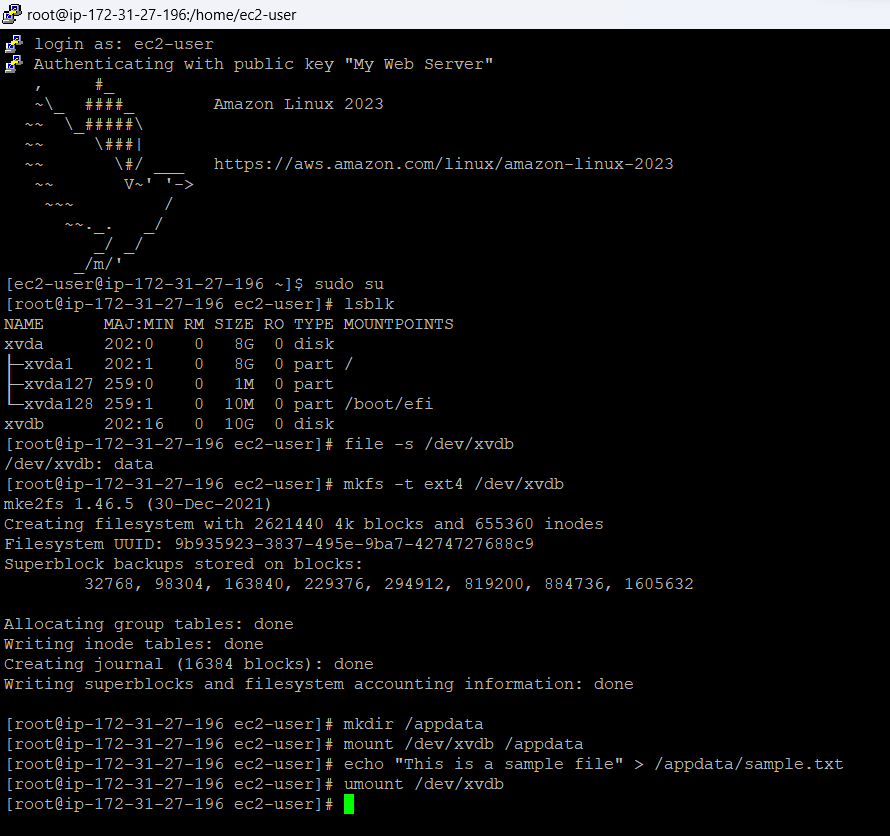 root@ip-172-31-27-196:/home/ec2-user
login as: ec2-user
Authenticating with public key "My Web Server"
   ,     #_
   ~\_  ####_        Amazon Linux 2023
  ~~  \_#####\
  ~~     \###|
  ~~       \#/ ___   https://aws.amazon.com/linux/amazon-linux-2023
   ~~       V~' '->
    ~~~         /
      ~~._.   _/
         _/ _/
       _/m/'
[ec2-user@ip-172-31-27-196 ~]$ sudo su
[root@ip-172-31-27-196 ec2-user]# lsblk
NAME      MAJ:MIN RM SIZE RO TYPE MOUNTPOINTS
xvda      202:0    0   8G  0 disk
├─xvda1   202:1    0   8G  0 part /
├─xvda127 259:0    0   1M  0 part
└─xvda128 259:1    0  10M  0 part /boot/efi
xvdb      202:16   0  10G  0 disk
[root@ip-172-31-27-196 ec2-user]# file -s /dev/xvdb
/dev/xvdb: data
[root@ip-172-31-27-196 ec2-user]# mkfs -t ext4 /dev/xvdb
mke2fs 1.46.5 (30-Dec-2021)
Creating filesystem with 2621440 4k blocks and 655360 inodes
Filesystem UUID: 9b935923-3837-495e-9ba7-4274727688c9
Superblock backups stored on blocks:
        32768, 98304, 163840, 229376, 294912, 819200, 884736, 1605632

Allocating group tables: done
Writing inode tables: done
Creating journal (16384 blocks): done
Writing superblocks and filesystem accounting information: done

[root@ip-172-31-27-196 ec2-user]# mkdir /appdata
[root@ip-172-31-27-196 ec2-user]# mount /dev/xvdb /appdata
[root@ip-172-31-27-196 ec2-user]# echo "This is a sample file" > /appdata/sample.txt
[root@ip-172-31-27-196 ec2-user]# umount /dev/xvdb
[root@ip-172-31-27-196 ec2-user]#